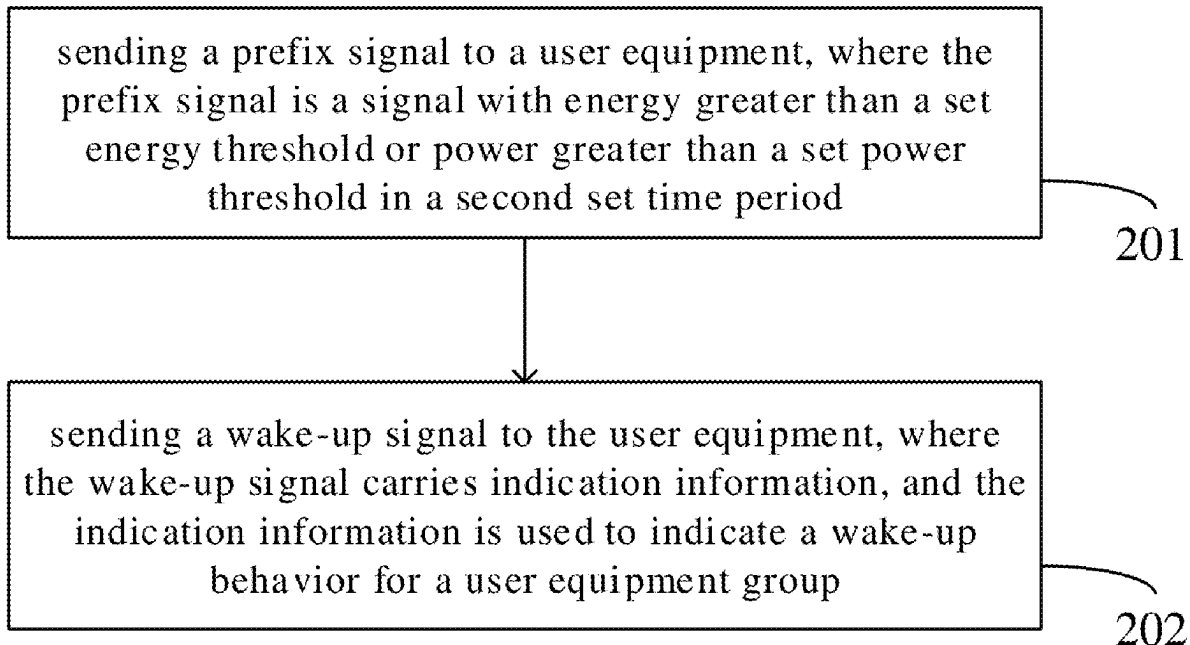 sending a prefix signal to a user equipment, where the
prefix signal is a signal with energy greater than a set
energy threshold or power greater than a set power
threshold in a second set time period
201
sending a wake-up signal to the user equipment, where
the wake-up signal carries indication information, and the
indication information is used to indicate a wake-up
behavior for a user equipment group
202